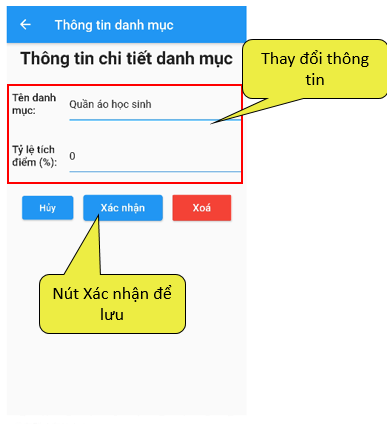 Thông tin danh mục
Thông tin chi tiết danh mục
Thay đổi thông
tin
Tên danh
mục:
Quần áo học sinh
Tỷ lệ tích
điểm (%):
0
Hủy
Xác nhận
Xoá
Nút Xác nhận để
lưu